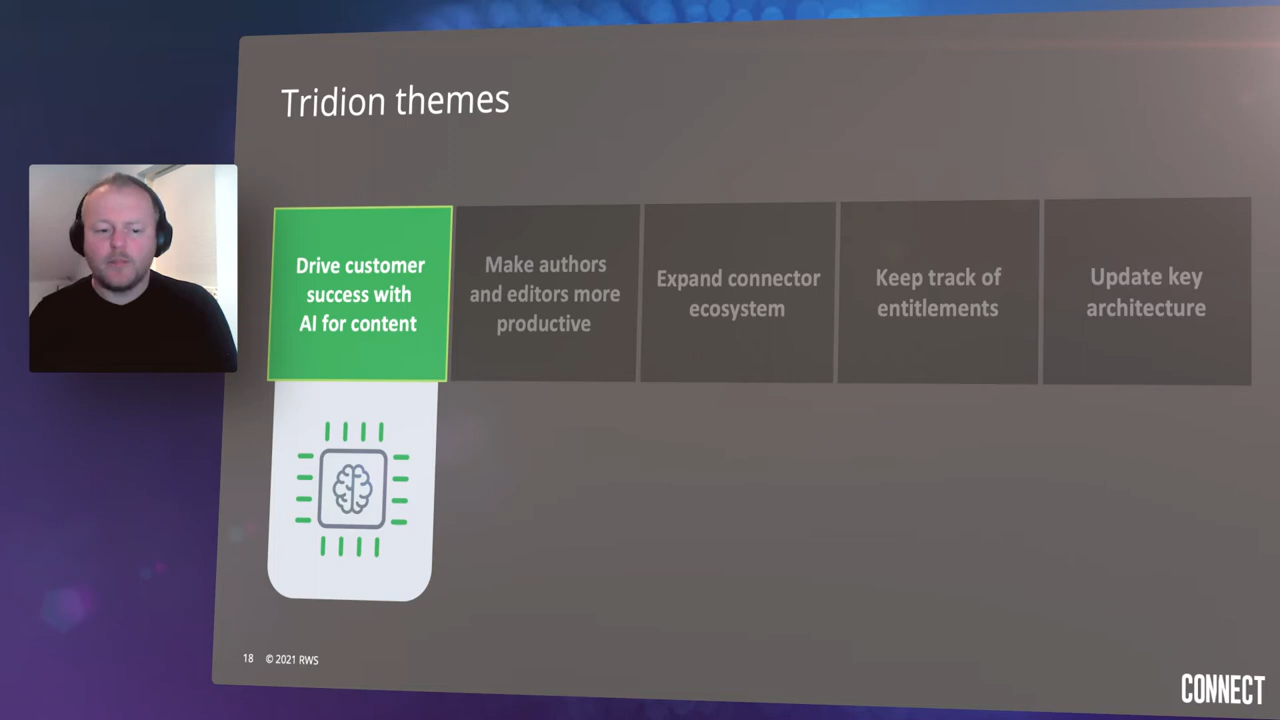 Tridion themes
Drive customer
success with
AI for content
Make authors
and editors more
productive
Expand connector
ecosystem
Keep track of
entitlements
Update key
architecture
18 © 2021 RWS
CONNECT